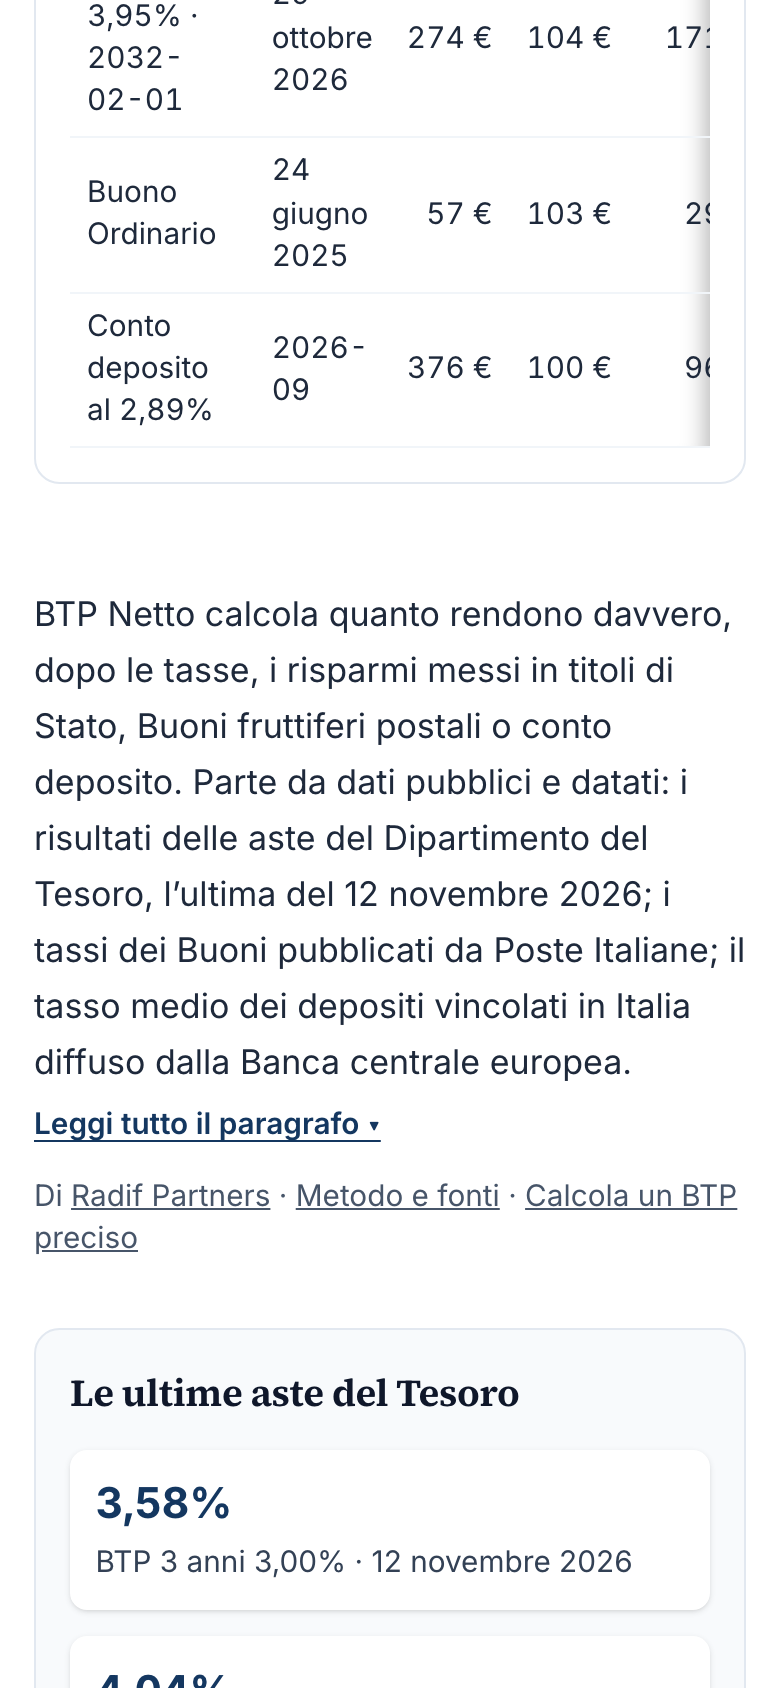 3,95% ·
2032-
02-01
ottobre
2026
274 €
104 €
Buono
Ordinario
24
giugno
2025
57 €
103 €
Conto
deposito
al 2,89%
2026-
09
376 €
100 €
BTP Netto calcola quanto rendono davvero,
dopo le tasse, i risparmi messi in titoli di
Stato, Buoni fruttiferi postali o conto
deposito. Parte da dati pubblici e datati: i
risultati delle aste del Dipartimento del
Tesoro, l’ultima del 12 novembre 2026; i
tassi dei Buoni pubblicati da Poste Italiane; il
tasso medio dei depositi vincolati in Italia
diffuso dalla Banca centrale europea.
Leggi tutto il paragrafo ▾
Di Radif Partners · Metodo e fonti · Calcola un BTP
preciso
Le ultime aste del Tesoro
3,58%
BTP 3 anni 3,00% · 12 novembre 2026